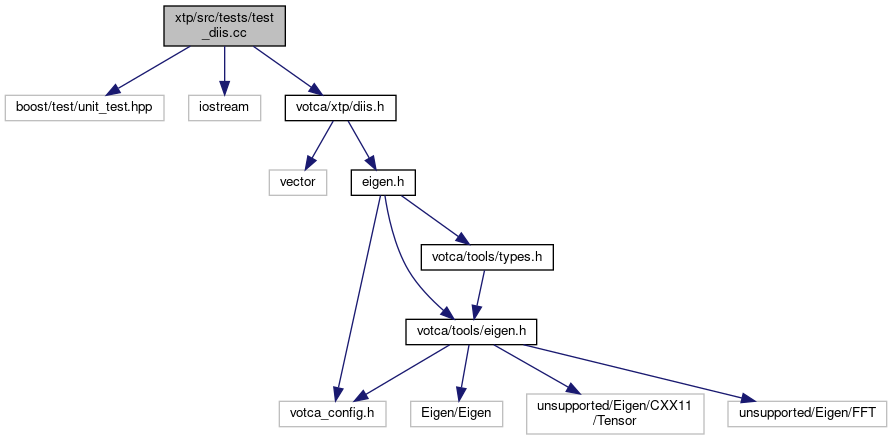 xtp/src/tests/test
_diis.cc
boost/test/unit_test.hpp
iostream
votca/xtp/diis.h
vector
eigen.h
votca/tools/types.h
votca/tools/eigen.h
votca_config.h
Eigen/Eigen
unsupported/Eigen/CXX11
/Tensor
unsupported/Eigen/FFT